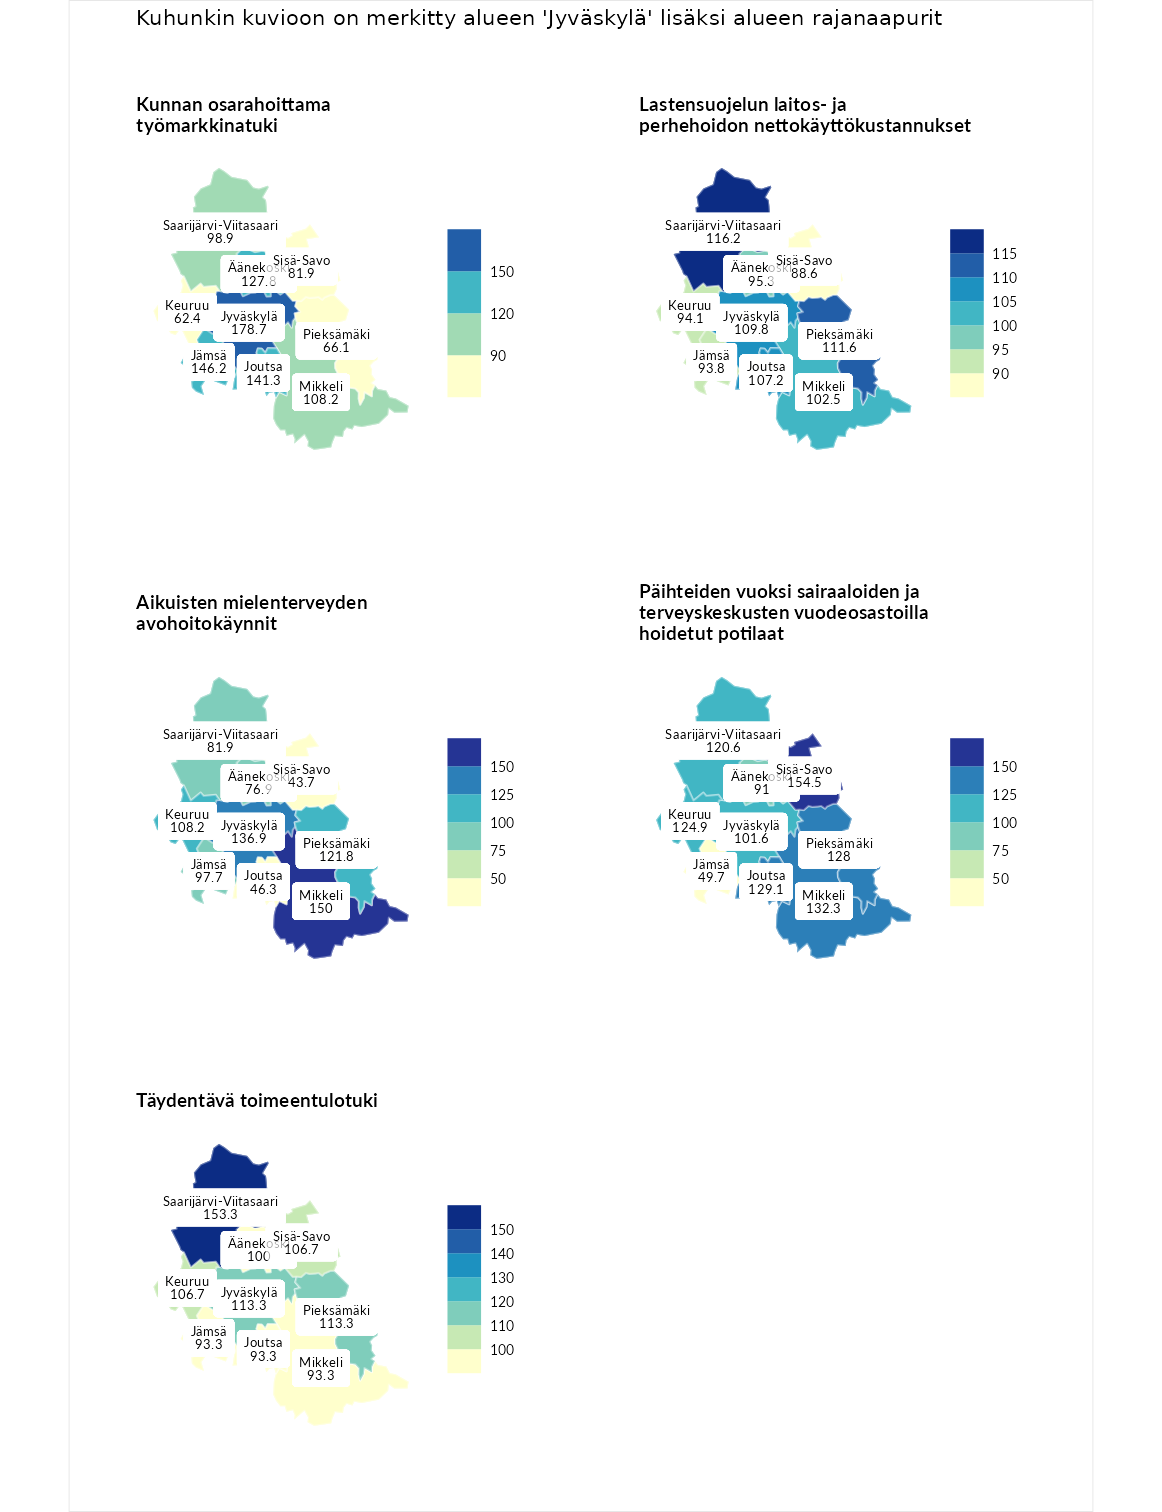 Kuhunkin kuvioon on merkitty alueen 'Jyväskylä' lisäksi alueen rajanaapurit
Kunnan osarahoittama
työmarkkinatuki
Saarijärvi-Viitasaari
98.9
Äänekoski
127.8
Sisä-Savo
81.9
Keuruu
62.4
Jyväskylä
178.7
Pieksämäki
66.1
Jämsä
146.2
Joutsa
141.3
Mikkeli
108.2
150
120
90
Lastensuojelun laitos- ja
perhehoidon nettokäyttökustannukset
Saarijärvi-Viitasaari
116.2
Äänekoski
95.3
Sisä-Savo
88.6
Keuruu
94.1
Jyväskylä
109.8
Pieksämäki
111.6
Jämsä
93.8
Joutsa
107.2
Mikkeli
102.5
115
110
105
100
95
90
Aikuisten mielenterveyden
avohoitokäynnit
Saarijärvi-Viitasaari
81.9
Äänekoski
76.9
Sisä-Savo
43.7
Keuruu
108.2
Jyväskylä
136.9
Pieksämäki
121.8
Jämsä
97.7
Joutsa
46.3
Mikkeli
150
150
125
100
75
50
Päihteiden vuoksi sairaaloiden ja
terveyskeskusten vuodeosastoilla
hoidetut potilaat
Saarijärvi-Viitasaari
120.6
Äänekoski
91
Sisä-Savo
154.5
Keuruu
124.9
Jyväskylä
101.6
Pieksämäki
128
Jämsä
49.7
Joutsa
129.1
Mikkeli
132.3
150
125
100
75
50
Täydentävä toimeentulotuki
Saarijärvi-Viitasaari
153.3
Äänekoski
100
Sisä-Savo
106.7
Keuruu
106.7
Jyväskylä
113.3
Pieksämäki
113.3
Jämsä
93.3
Joutsa
93.3
Mikkeli
93.3
150
140
130
120
110
100